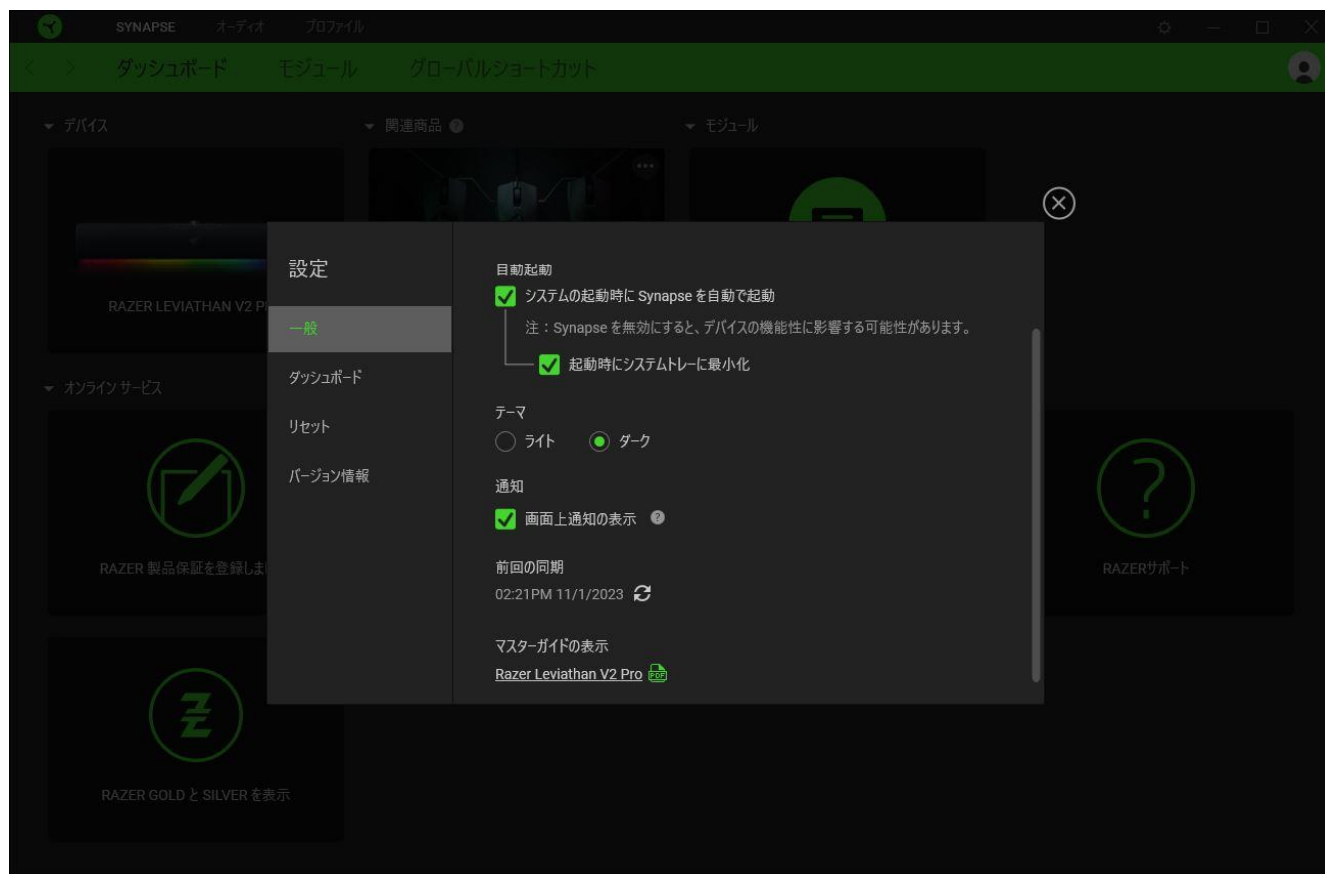 SYNAPSE オーディオ プロファイル
ダッシュボード モジュール グローバルショートカット
デバイス
関連商品
モジュール
RAZER LEVIATHAN V2 P
オンライン サービス
RAZER 製品保証を登録しま
RAZERサポート
RAZER GOLD と SILVER を表示
設定
一般
ダッシュボード
リセット
バージョン情報
自動起動
システムの起動時に Synapse を自動で起動
注：Synapse を無効にすると、デバイスの機能性に影響する可能性があります。
起動時にシステムトレーに最小化
テーマ
ライト ダーク
通知
画面上通知の表示 ?
前回の同期
02:21PM 11/1/2023
マスターガイドの表示
Razer Leviathan V2 Pro PDF